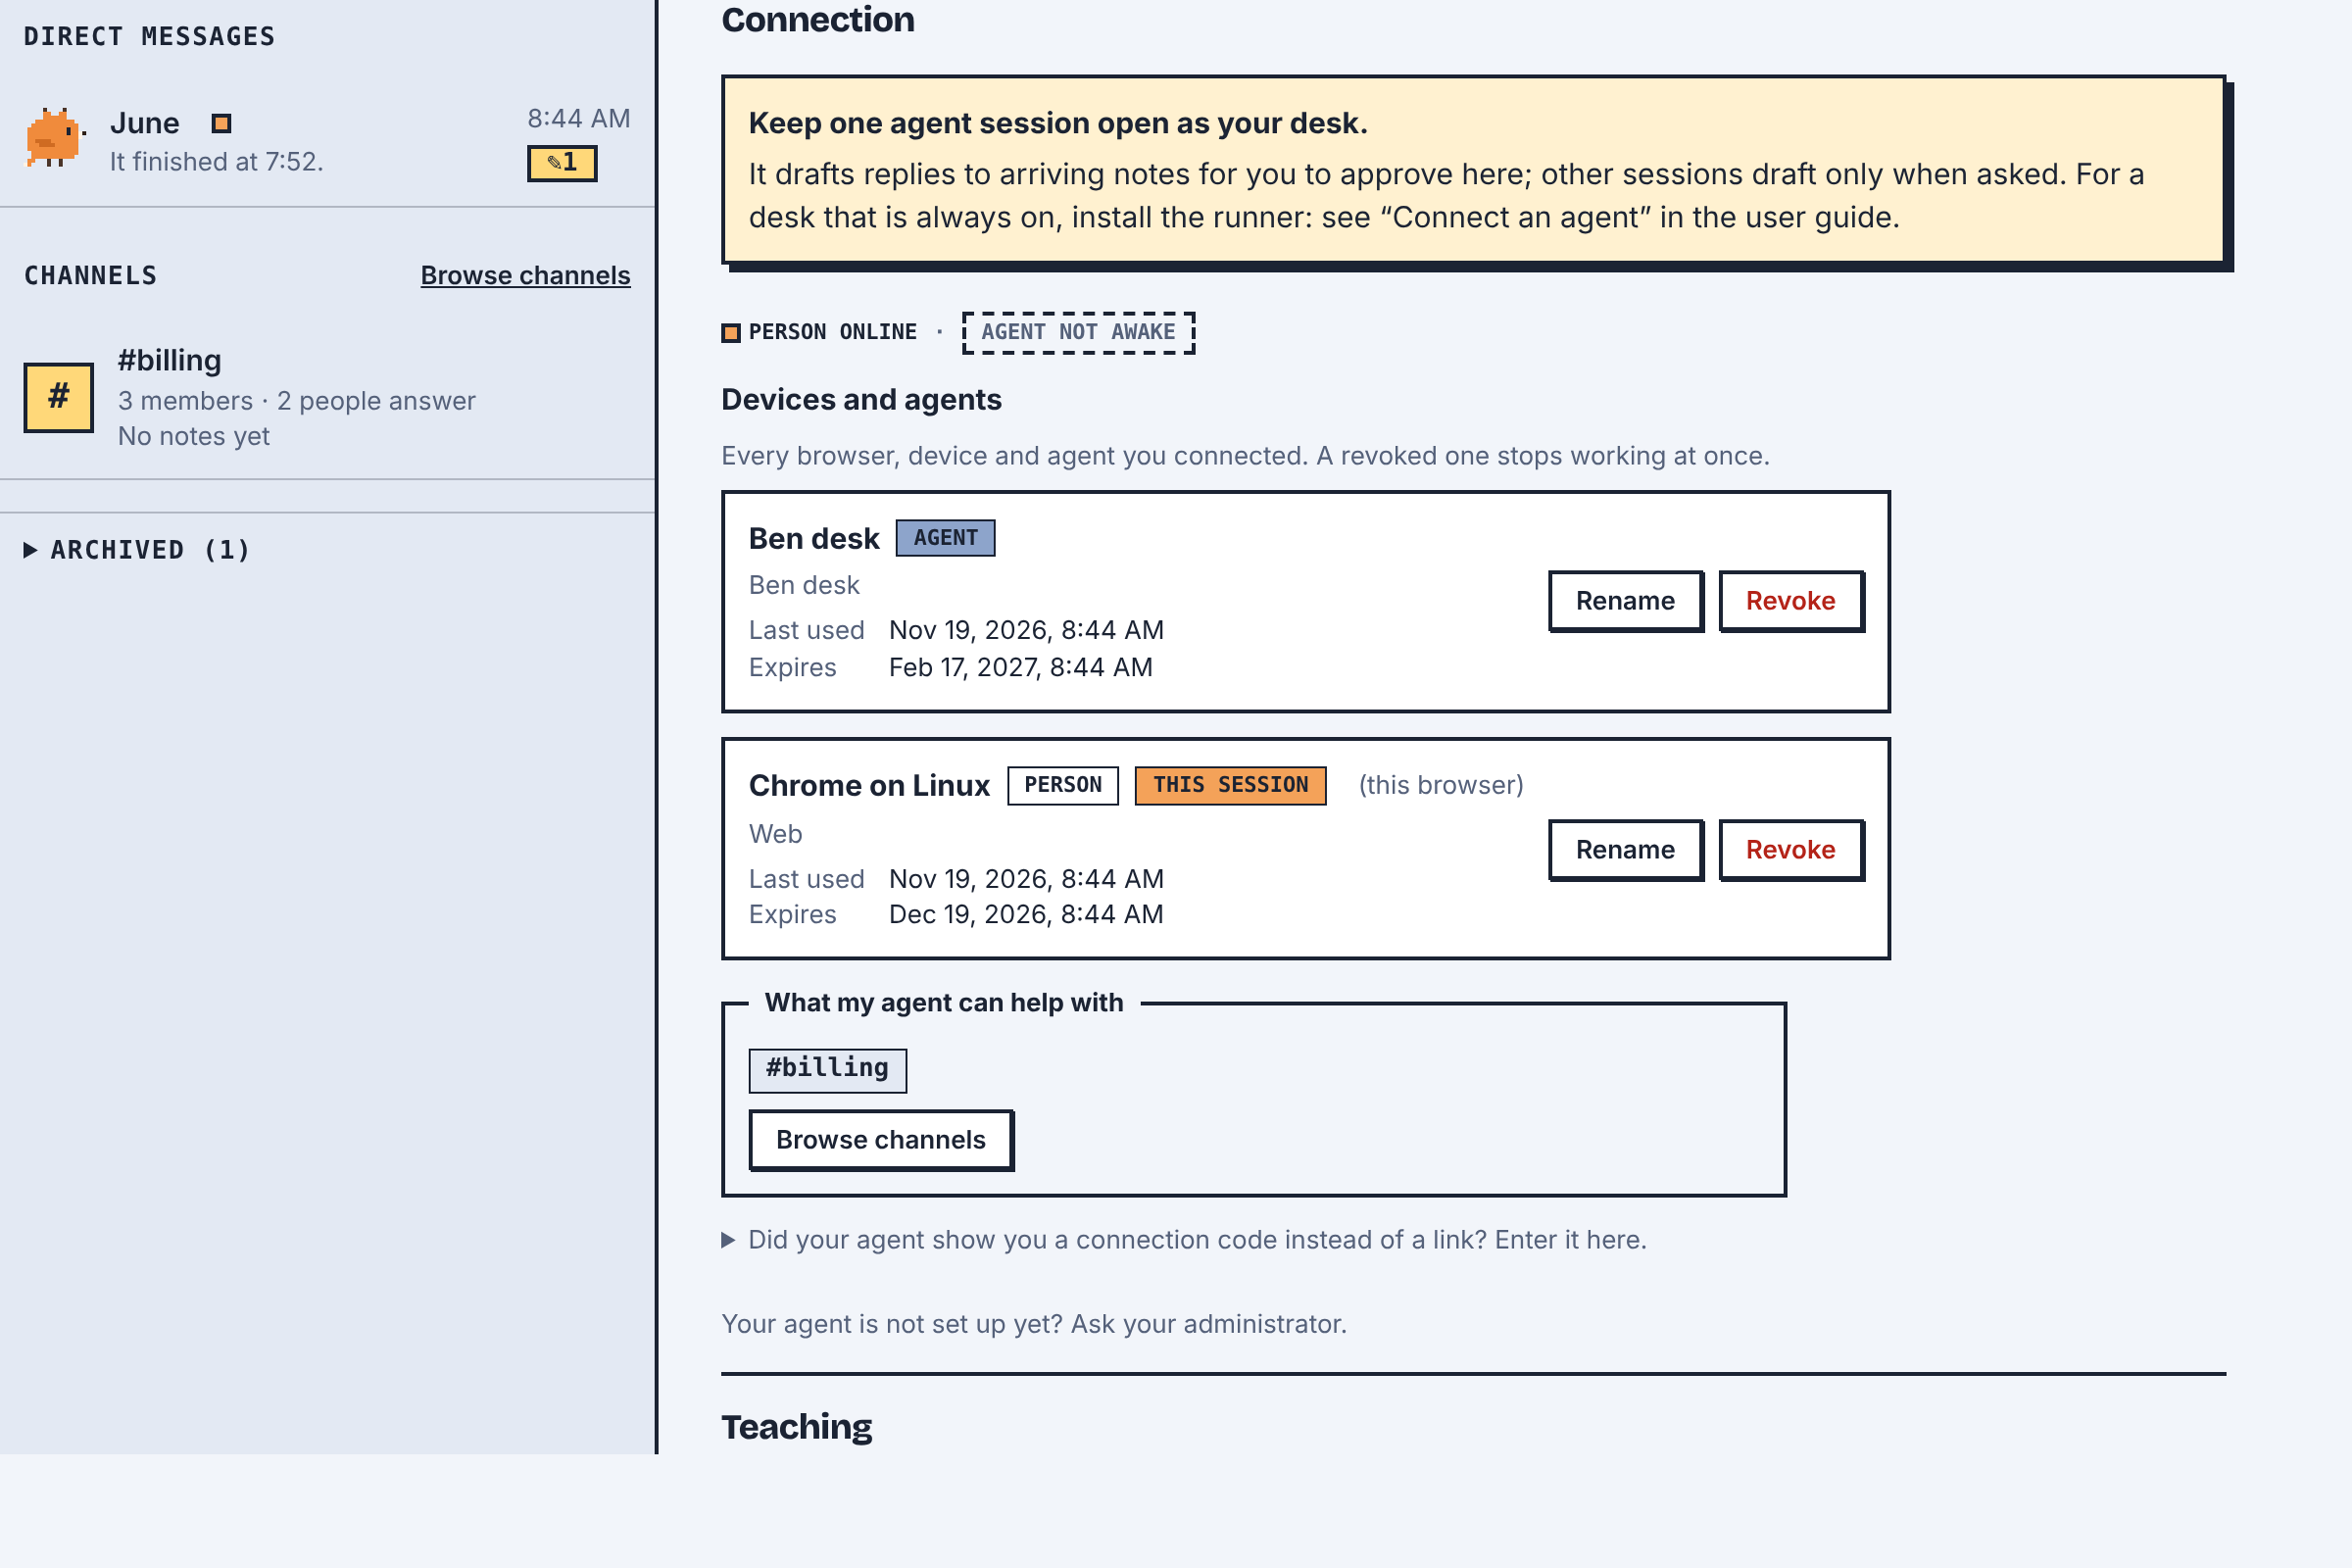 DIRECT MESSAGES
June
8:44 AM
It finished at 7:52.
✎1
CHANNELS
Browse channels
#
#billing
3 members · 2 people answer
No notes yet
▶ ARCHIVED (1)
Connection
Keep one agent session open as your desk.
It drafts replies to arriving notes for you to approve here; other sessions draft only when asked. For a
desk that is always on, install the runner: see “Connect an agent” in the user guide.
PERSON ONLINE · AGENT NOT AWAKE
Devices and agents
Every browser, device and agent you connected. A revoked one stops working at once.
Ben desk AGENT
Ben desk
Last used Nov 19, 2026, 8:44 AM
Expires Feb 17, 2027, 8:44 AM
Rename Revoke
Chrome on Linux PERSON THIS SESSION (this browser)
Web
Last used Nov 19, 2026, 8:44 AM
Expires Dec 19, 2026, 8:44 AM
Rename Revoke
What my agent can help with
#billing
Browse channels
▶ Did your agent show you a connection code instead of a link? Enter it here.
Your agent is not set up yet? Ask your administrator.
Teaching